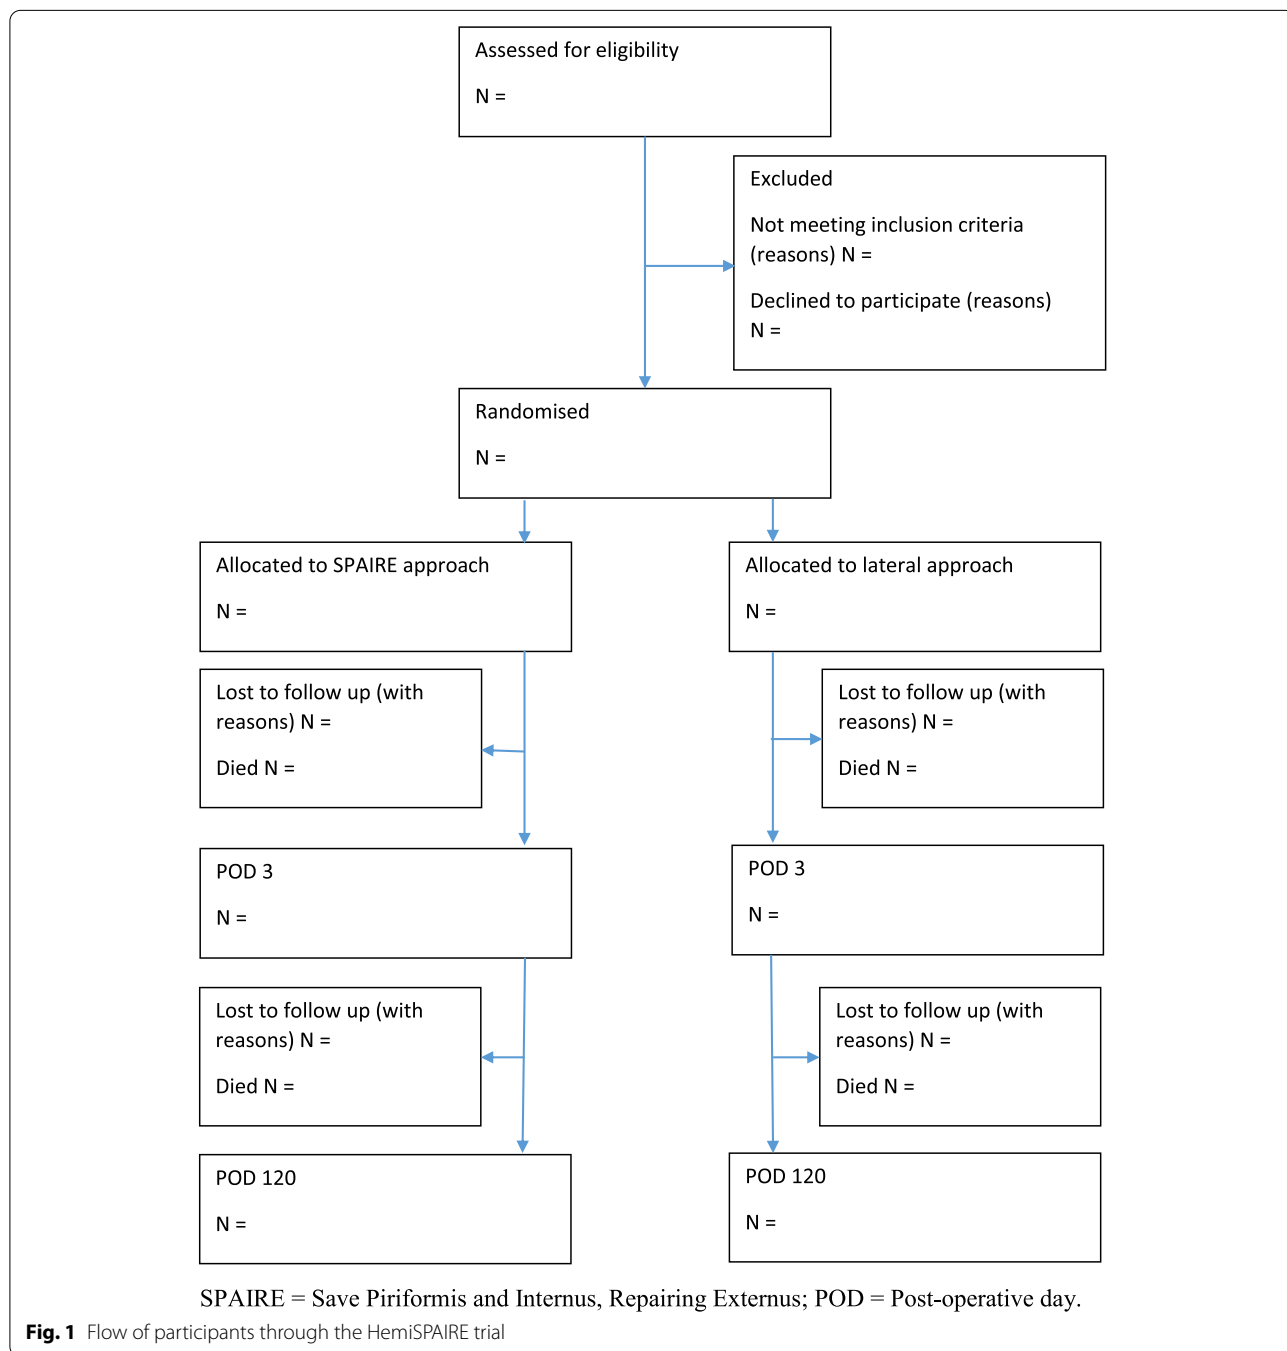 Assessed for eligibility
N =
Excluded
Not meeting inclusion criteria
(reasons) N =
Declined to participate (reasons)
N =
Randomised
N =
Allocated to SPAIRE approach
N =
Allocated to lateral approach
N =
Lost to follow up (with
reasons) N =
Died N =
Lost to follow up (with
reasons) N =
Died N =
POD 3
N =
POD 3
N =
Lost to follow up (with
reasons) N =
Died N =
Lost to follow up (with
reasons) N =
Died N =
POD 120
N =
POD 120
N =
SPAIRE = Save Piriformis and Internus, Repairing Externus; POD = Post-operative day.
Fig. 1 Flow of participants through the HemiSPAIRE trial